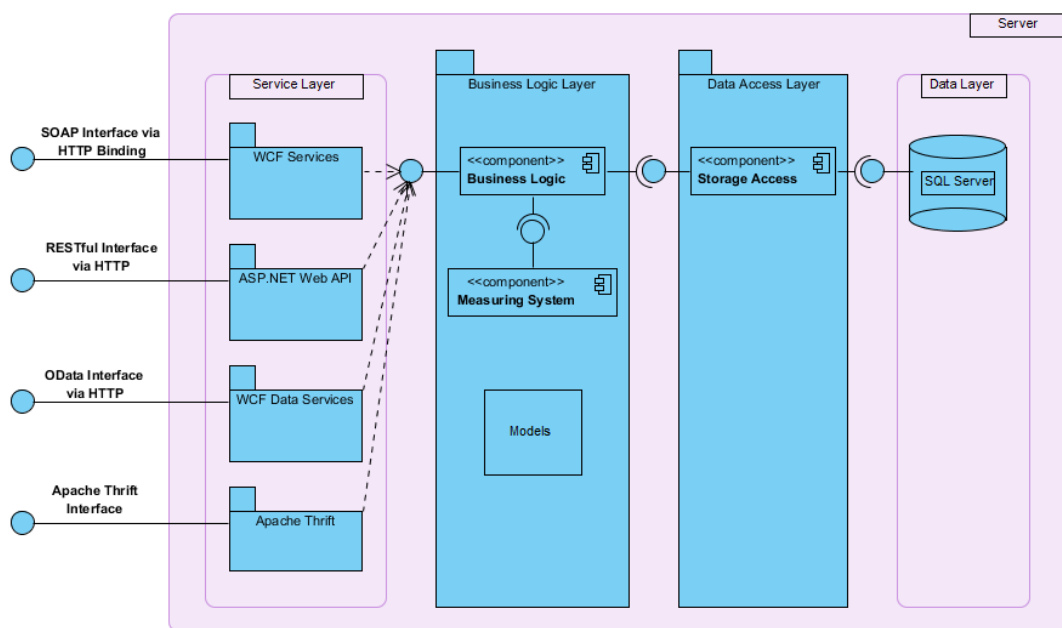 Server
Service Layer
Business Logic Layer
Data Access Layer
Data Layer
SOAP Interface via
HTTP Binding
WCF Services
<<component>>
Business Logic
<<component>>
Storage Access
SQL Server
RESTful Interface
via HTTP
ASP.NET Web API
<<component>>
Measuring System
OData Interface
via HTTP
WCF Data Services
Models
Apache Thrift
Interface
Apache Thrift